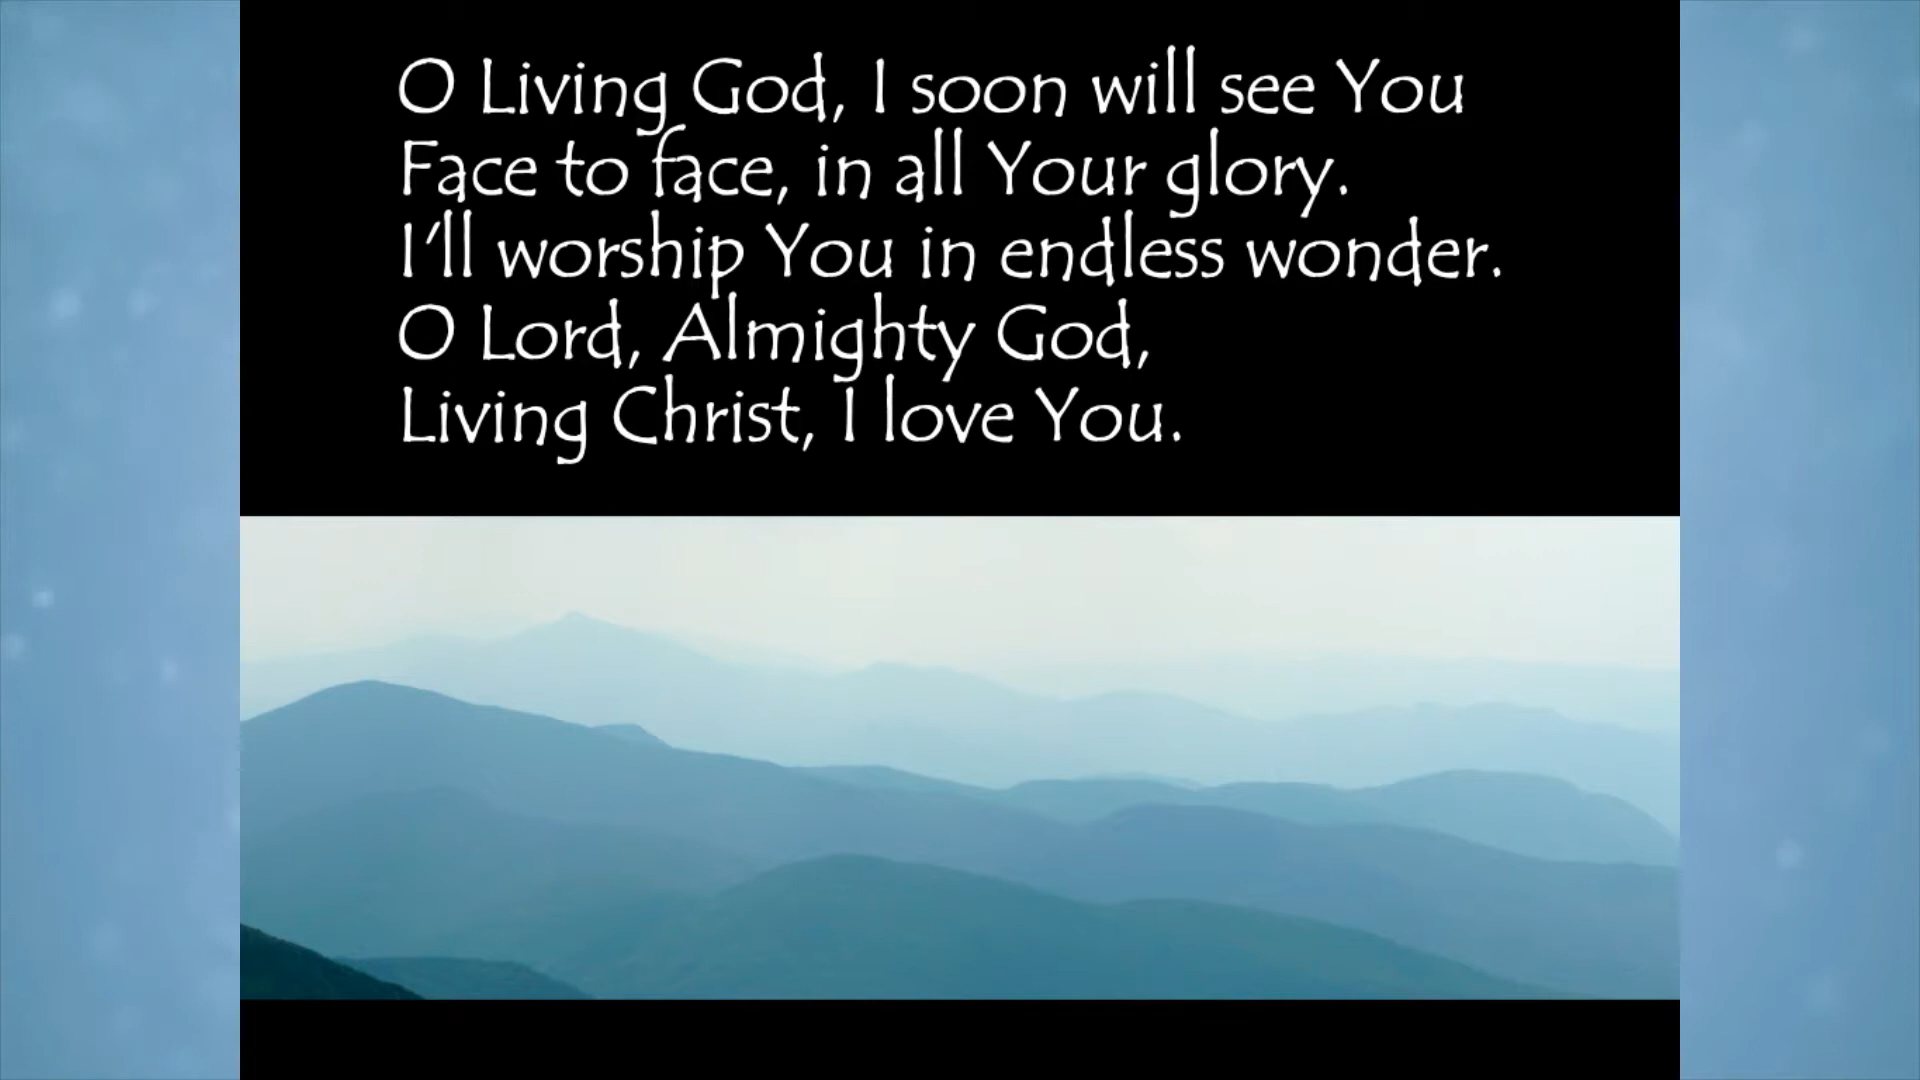 O Living God, I soon will see You
Face to face, in all Your glory.
I'll worship You in endless wonder.
O Lord, Almighty God,
Living Christ, I love You.